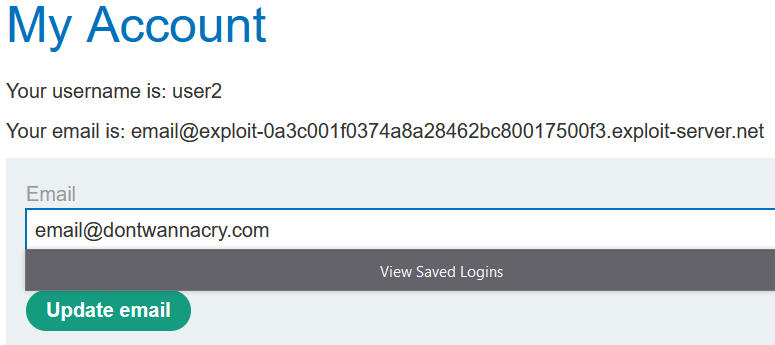 My Account
Your username is: user2
Your email is: email@exploit-0a3c001f0374a8a28462bc80017500f3.exploit-server.net
Email
email@dontwannacry.com
View Saved Logins
Update email